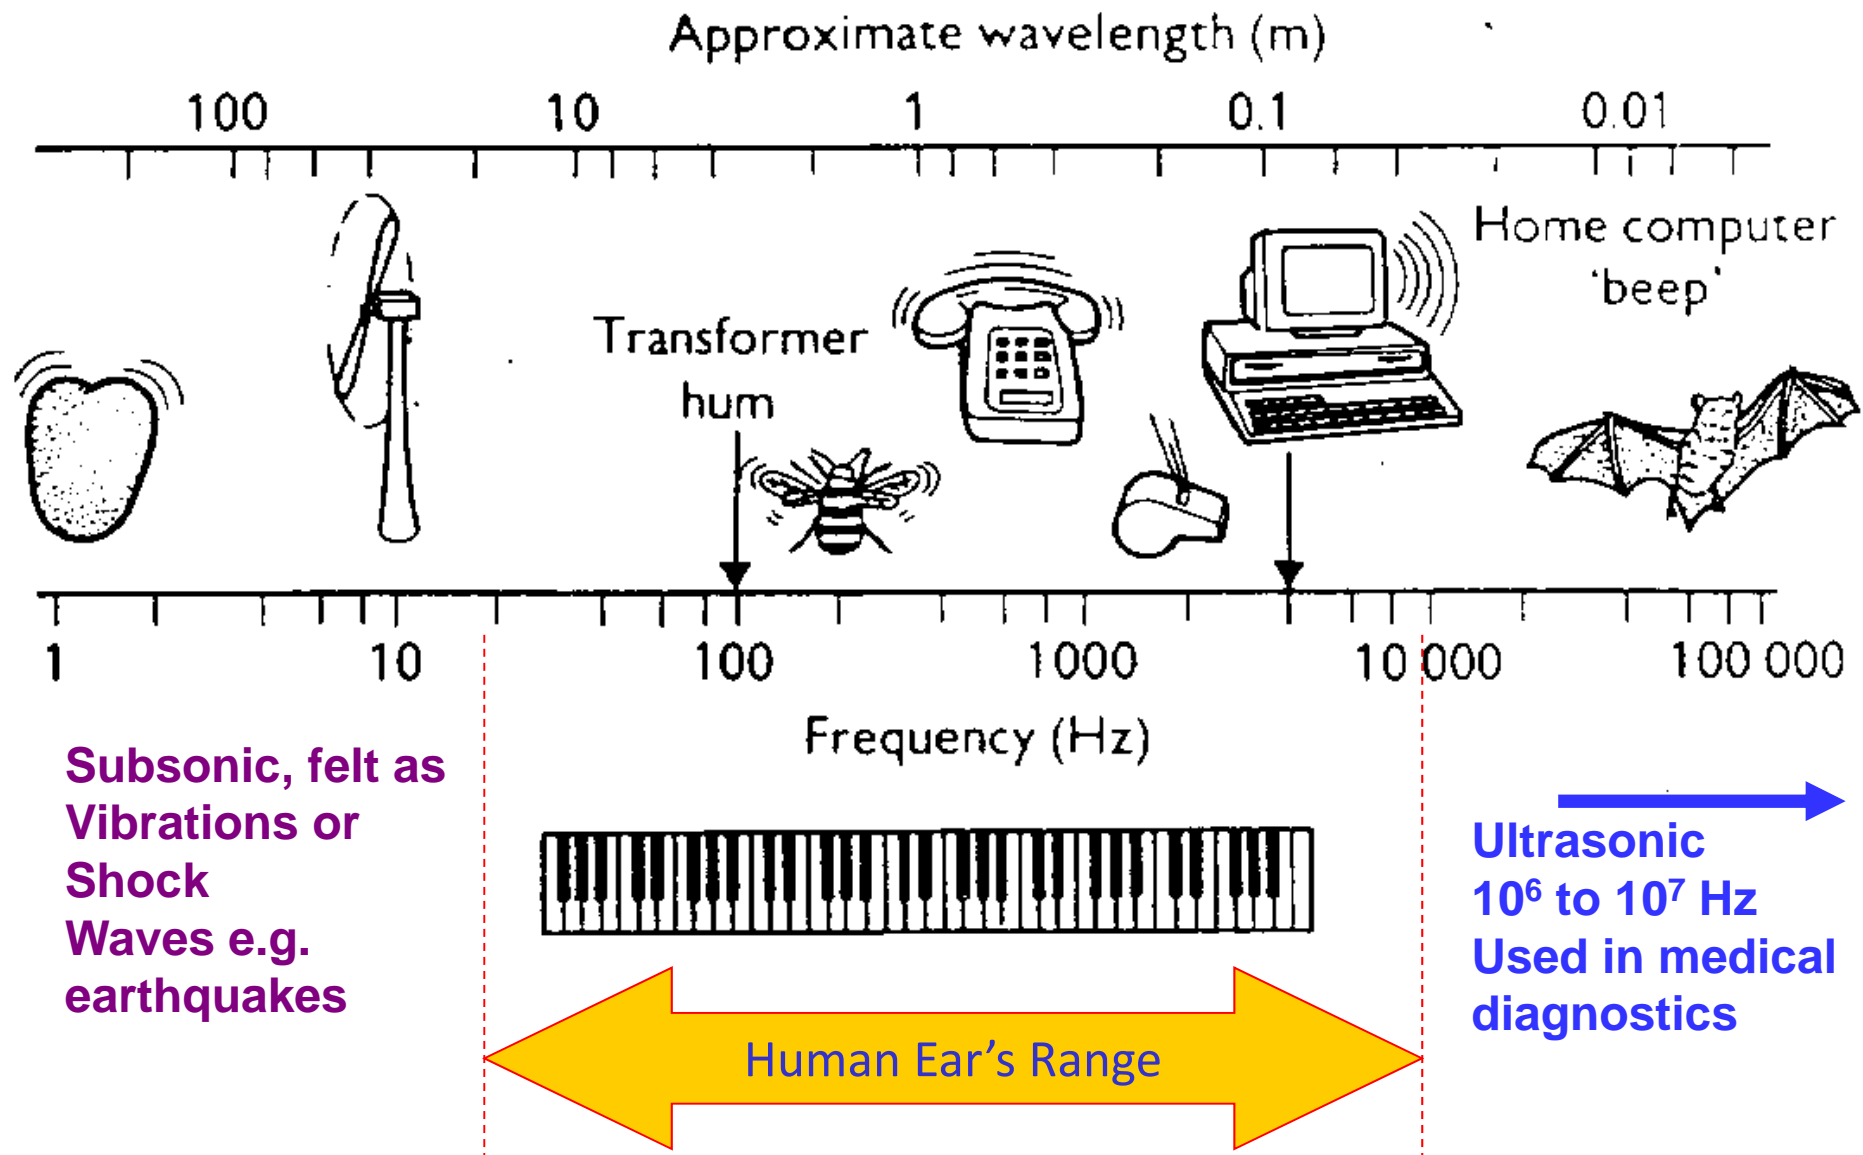 Approximate wavelength (m)
100 10 1 0.1 0.01
Home computer
'beep'
Transformer
hum
1 10 100 1000 10 000 100 000
Frequency (Hz)
Subsonic, felt as
Vibrations or
Shock
Waves e.g.
earthquakes
Ultrasonic
10⁶ to 10⁷ Hz
Used in medical
diagnostics
Human Ear’s Range